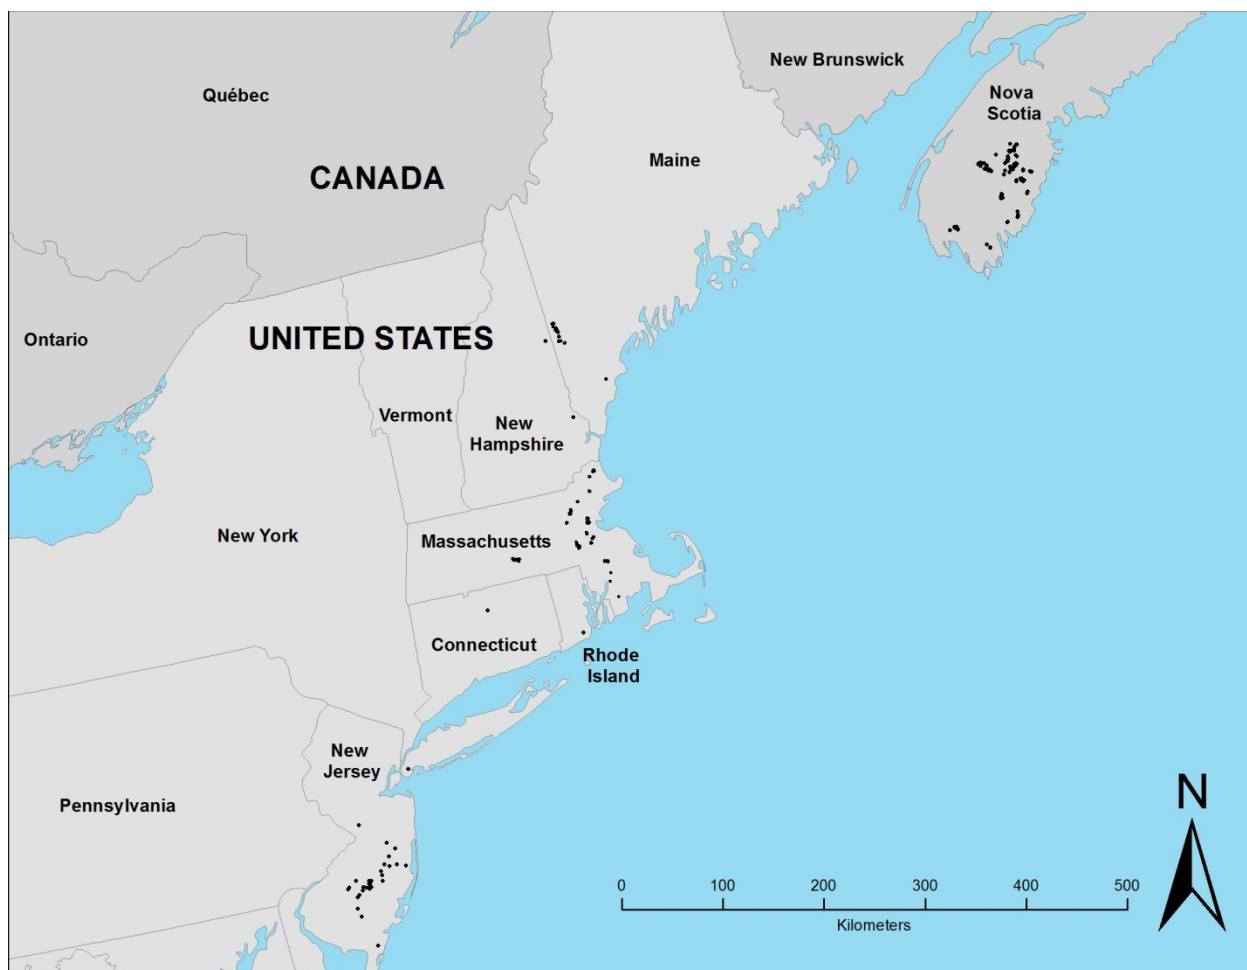 New Brunswick
Québec
Nova
Scotia
Maine
CANADA
UNITED STATES
Ontario
Vermont
New
Hampshire
New York
Massachusetts
Connecticut
Rhode
Island
New
Jersey
Pennsylvania
N
0 100 200 300 400 500
Kilometers